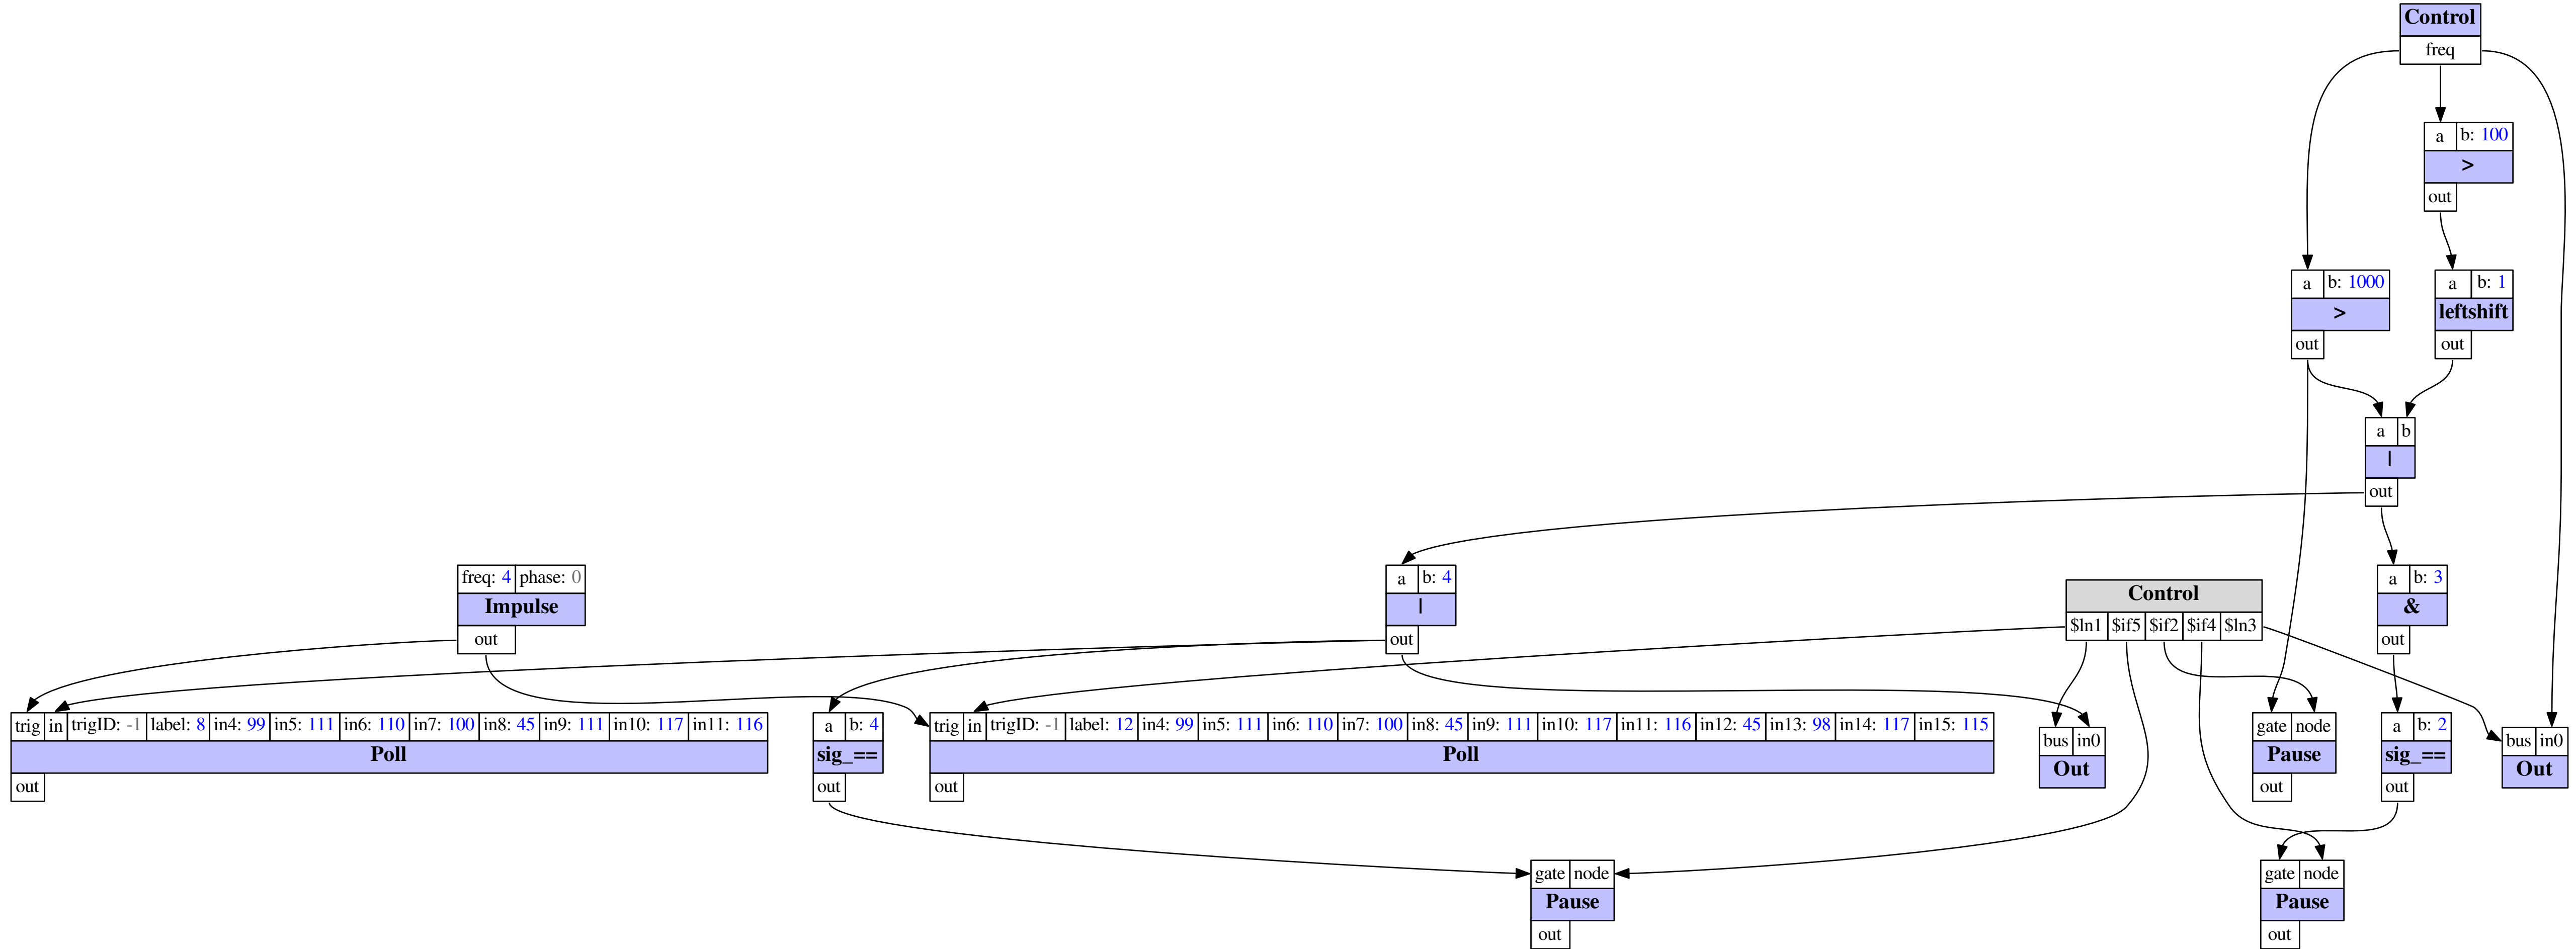 Control
freq
a b: 100
>
out
a b: 1000
>
out
a b: 1
leftshift
out
a b
|
out
freq: 4 phase: 0
Impulse
out
a b: 4
|
out
Control
$ln1 $if5 $if2 $if4 $ln3
a b: 3
&
out
trig in trigID: -1 label: 8 in4: 99 in5: 111 in6: 110 in7: 100 in8: 45 in9: 111 in10: 117 in11: 116
Poll
out
a b: 4
sig_==
out
trig in trigID: -1 label: 12 in4: 99 in5: 111 in6: 110 in7: 100 in8: 45 in9: 111 in10: 117 in11: 116 in12: 45 in13: 98 in14: 117 in15: 115
Poll
out
bus in0
Out
gate node
Pause
out
a b: 2
sig_==
out
bus in0
Out
gate node
Pause
out
gate node
Pause
out